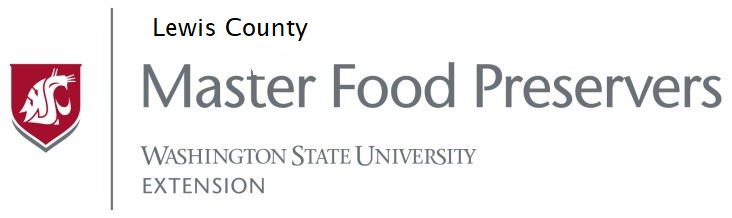 Lewis County
Master Food Preservers
WASHINGTON STATE UNIVERSITY
EXTENSION